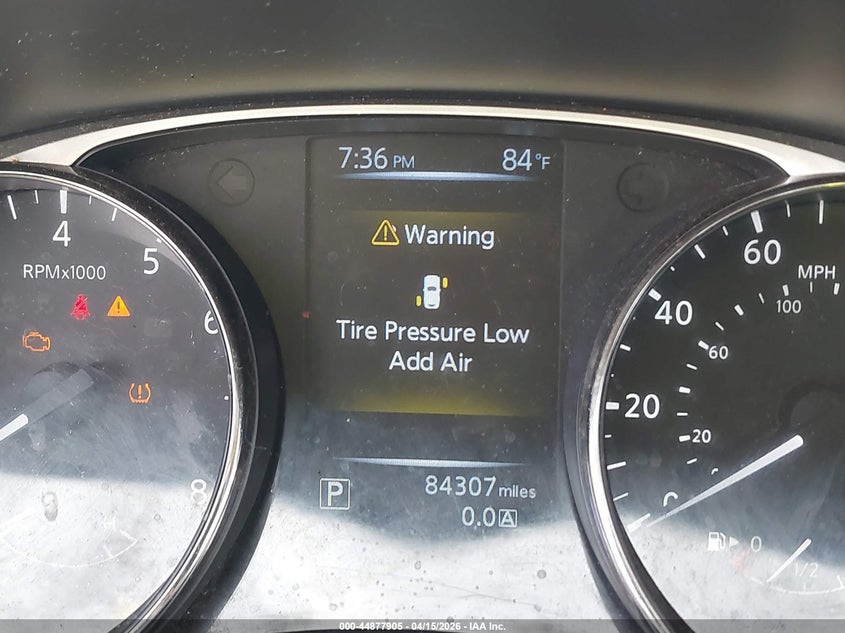 7:36 PM 84°F
Warning
Tire Pressure Low
Add Air
P
84307 miles
0.0 A
4
5
6
8
RPMx1000
H
60
40
20
MPH
100
60
20
0
0
1/2
000-44877905 - 04/15/2026 - IAA Inc.